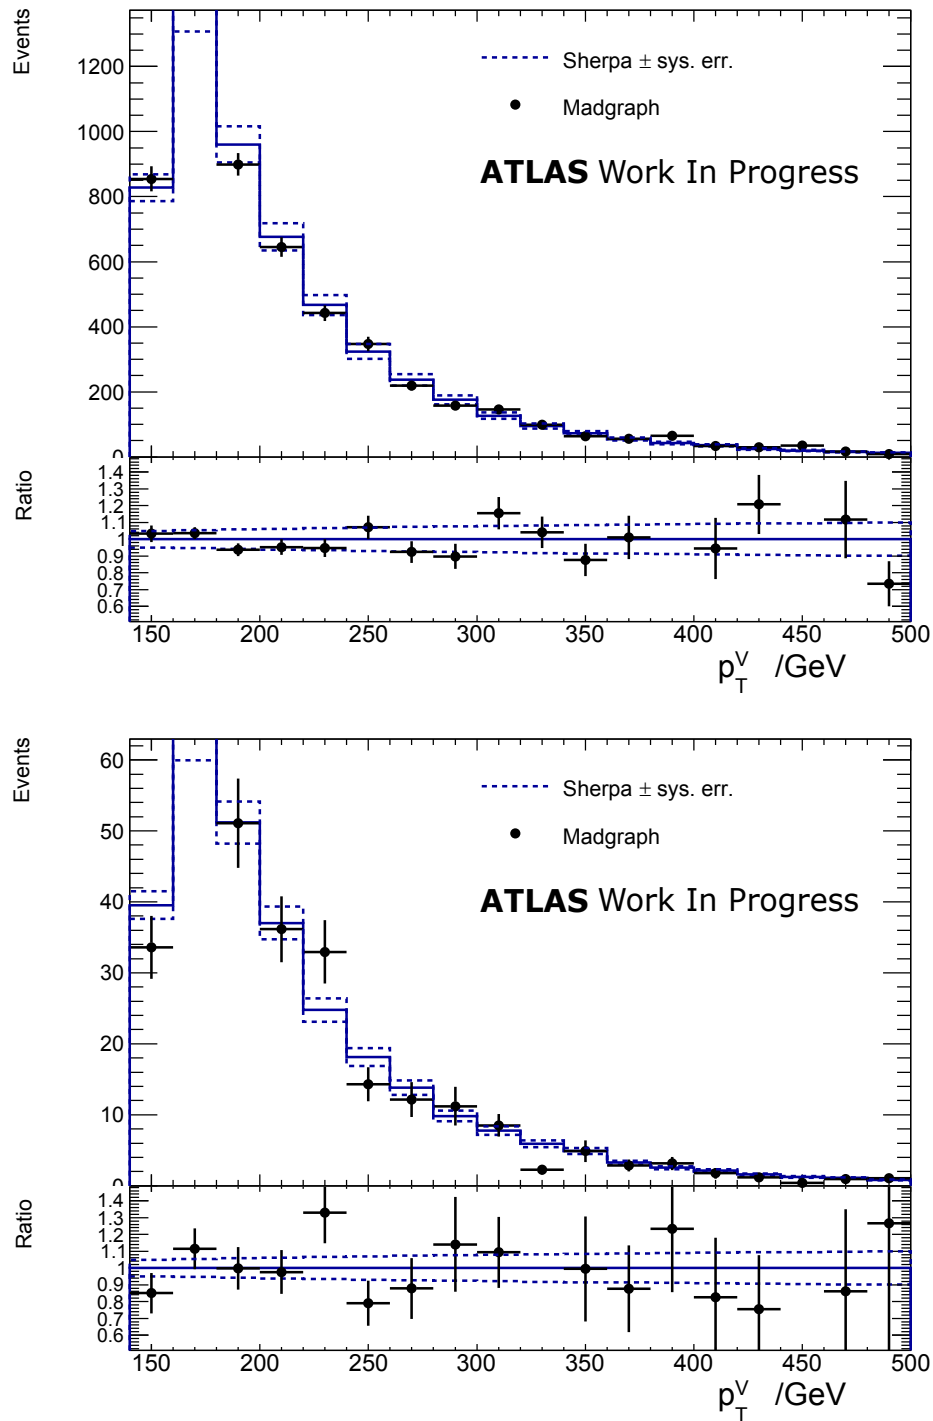 Events
1200
1000
800
600
400
200
0
Sherpa ± sys. err.
Madgraph
ATLAS Work In Progress
Ratio
1.4
1.3
1.2
1.1
1
0.9
0.8
0.7
0.6
150 200 250 300 350 400 450 500
p_T^V /GeV
Events
60
50
40
30
20
10
0
Sherpa ± sys. err.
Madgraph
ATLAS Work In Progress
Ratio
1.4
1.3
1.2
1.1
1
0.9
0.8
0.7
0.6
150 200 250 300 350 400 450 500
p_T^V /GeV